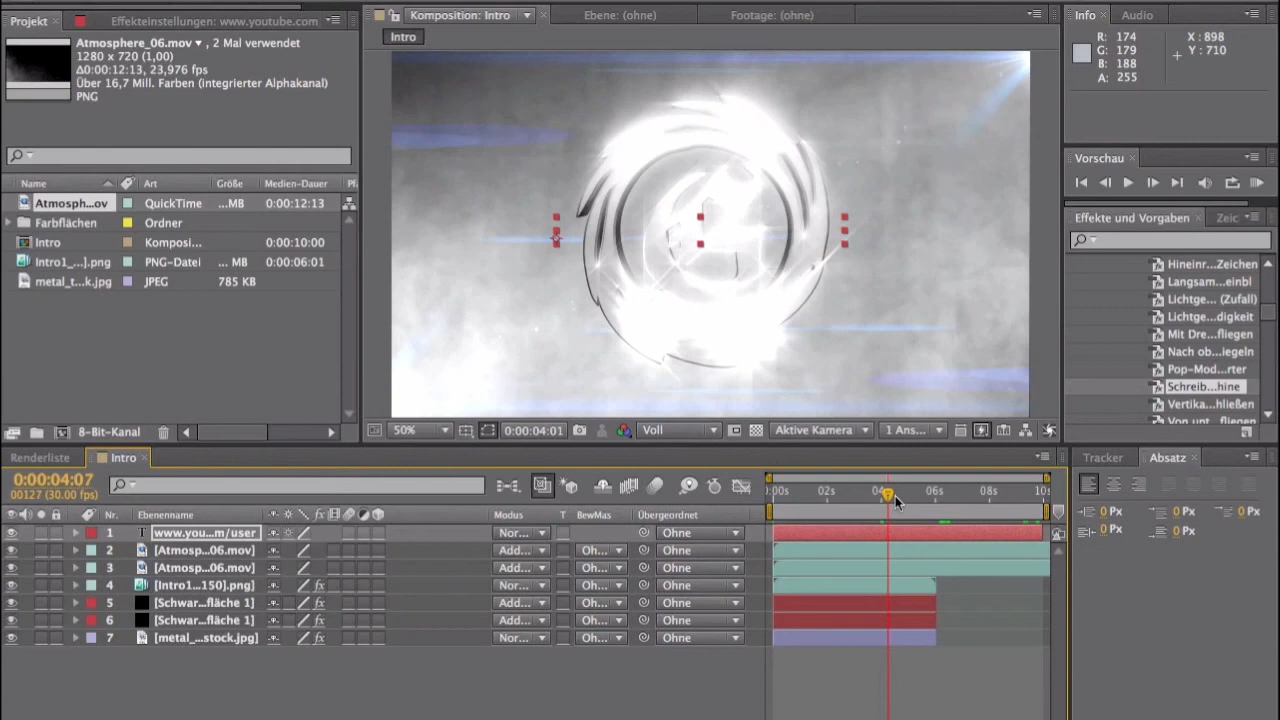 Projekt
Effekteinstellungen: www.youtube.com
Atmosphere_06.mov , 2 Mal verwendet
1280 x 720 (1,00)
Δ0:00:12:13, 23,976 fps
Über 16,7 Mill. Farben (integrierter Alphakanal)
PNG
Name Art Größe Medien-Dauer
Atmosph...ov QuickTime ...MB 0:00:12:13
Farbflächen Ordner
Intro Komposi... 0:00:10:00
Intro1_...].png PNG-Datei ... MB 0:00:06:01
metal_t...k.jpg JPEG 785 KB
8-Bit-Kanal
Komposition: Intro
Ebene: (ohne)
Footage: (ohne)
Intro
50%
0:00:04:01
Voll
Aktive Kamera
1 Ans...
Info
Audio
R: 174
G: 179
B: 188
A: 255
X: 898
Y: 710
Vorschau
Effekte und Vorgaben
Zeic
Hineinr...Zeichen
Langsam...einbl
Lichtge... (Zufall)
Lichtge...digkeit
Mit Dre...fliegen
Nach ob...legeln
Pop-Mod...rter
Schreib...hine
Vertika...hließen
Von unt...fliegen
Renderliste
Intro
0:00:04:07
00127 (30.00 fps)
Nr. Ebenenname Modus T BewMas Übergeordnet
:00s 02s 04s 06s 08s 10s
1 T www.you...m/user Nor... Ohne
2 [Atmosp...06.mov] Add... Oh... Ohne
3 [Atmosp...06.mov] Add... Oh... Ohne
4 [Intro1...150].png] fx Nor... Oh... Ohne
5 [Schwar...fläche 1] fx Add... Oh... Ohne
6 [Schwar...fläche 1] fx Add... Oh... Ohne
7 [metal_...stock.jpg] fx Nor... Oh... Ohne
Tracker
Absatz
0 Px 0 Px 0 Px
0 Px 0 Px